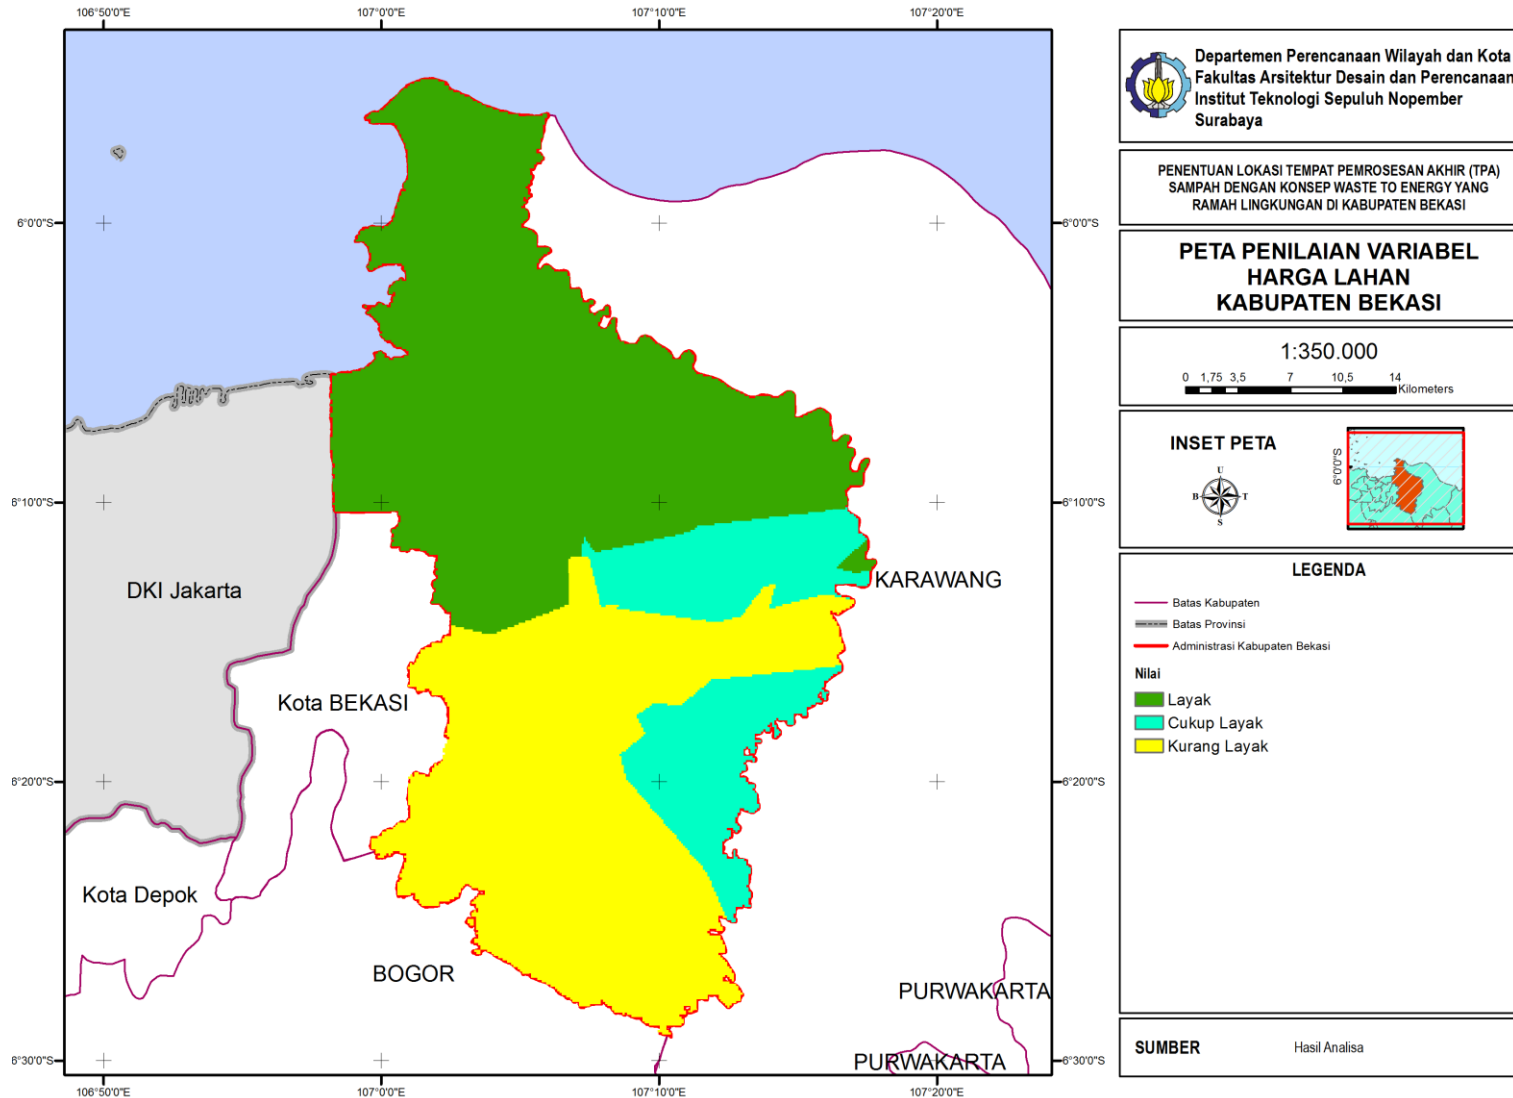 106°50'0"E
107°0'0"E
107°10'0"E
107°20'0"E
6°0'0"S
6°0'0"S
6°10'0"S
6°10'0"S
6°20'0"S
6°20'0"S
6°30'0"S
6°30'0"S
106°50'0"E
107°0'0"E
107°10'0"E
107°20'0"E
DKI Jakarta
KARAWANG
Kota BEKASI
Kota Depok
BOGOR
PURWAKARTA
PURWAKARTA
Departemen Perencanaan Wilayah dan Kota
Fakultas Arsitektur Desain dan Perencanaan
Institut Teknologi Sepuluh Nopember
Surabaya
PENENTUAN LOKASI TEMPAT PEMROSESAN AKHIR (TPA)
SAMPAH DENGAN KONSEP WASTE TO ENERGY YANG
RAMAH LINGKUNGAN DI KABUPATEN BEKASI
PETA PENILAIAN VARIABEL
HARGA LAHAN
KABUPATEN BEKASI
1:350.000
0 1,75 3,5 7 10,5 14
Kilometers
INSET PETA
U
B T
S
6°0'0"S
LEGENDA
Batas Kabupaten
Batas Provinsi
Administrasi Kabupaten Bekasi
Nilai
Layak
Cukup Layak
Kurang Layak
SUMBER Hasil Analisa